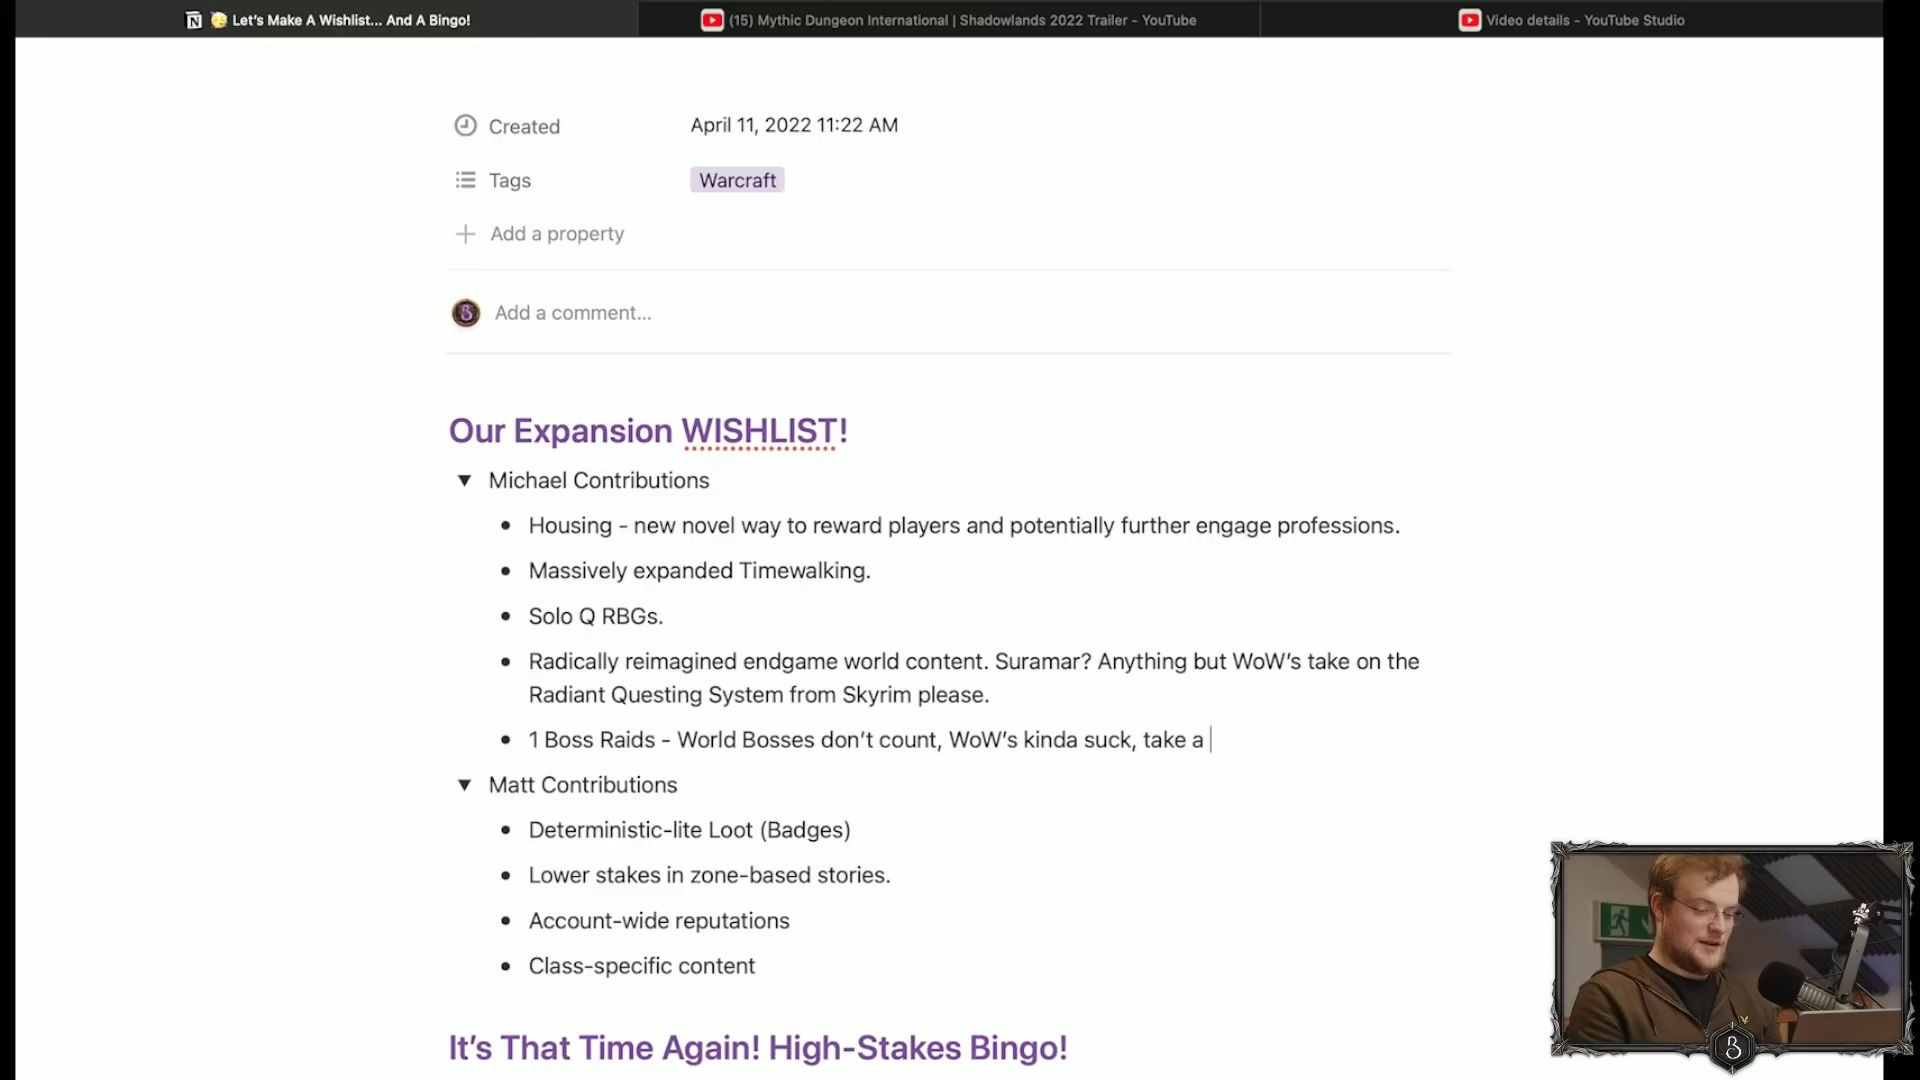 Let's Make A Wishlist... And A Bingo!
(15) Mythic Dungeon International | Shadowlands 2022 Trailer - YouTube
Video details - YouTube Studio
Created
April 11, 2022 11:22 AM
Tags
Warcraft
Add a property
B
Add a comment...
Our Expansion WISHLIST!
Michael Contributions
Housing - new novel way to reward players and potentially further engage professions.
Massively expanded Timewalking.
Solo Q RBGs.
Radically reimagined endgame world content. Suramar? Anything but WoW's take on the
Radiant Questing System from Skyrim please.
1 Boss Raids - World Bosses don't count, WoW's kinda suck, take a
Matt Contributions
Deterministic-lite Loot (Badges)
Lower stakes in zone-based stories.
Account-wide reputations
Class-specific content
It's That Time Again! High-Stakes Bingo!
B